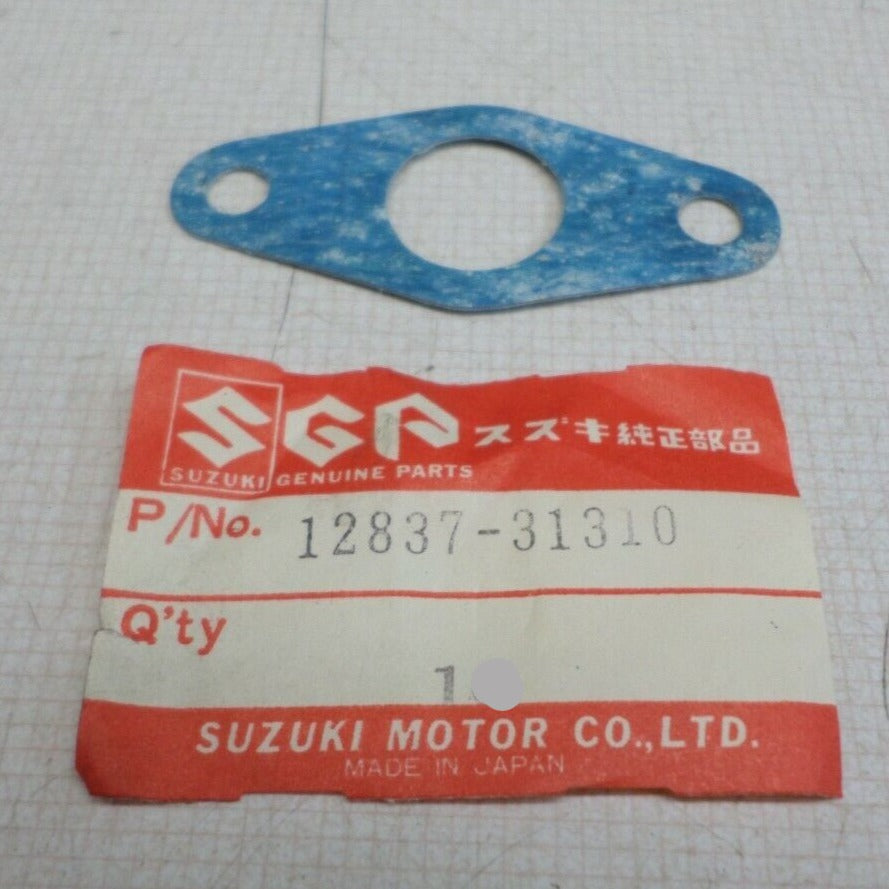 SGP スズキ純正部品
SUZUKI GENUINE PARTS
P/No. 12837-31310
Q'ty
1
SUZUKI MOTOR CO.,LTD.
MADE IN JAPAN